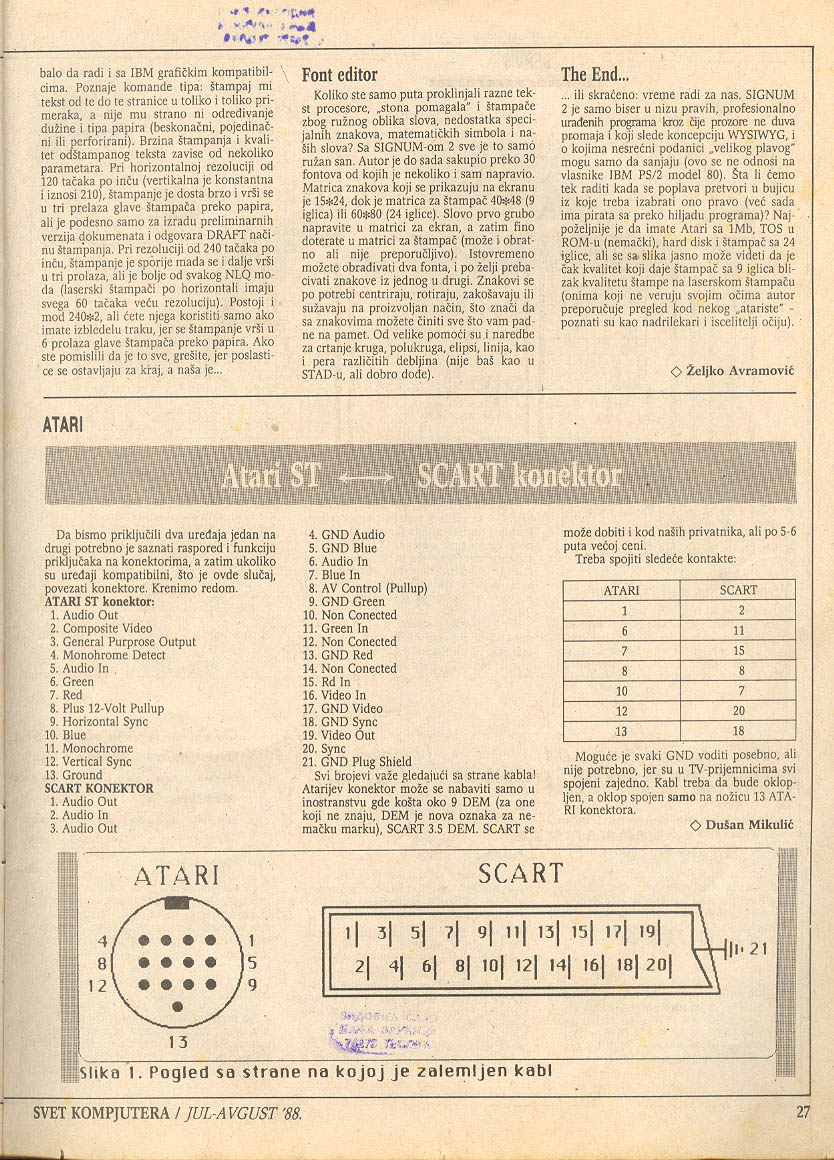 balo da radi i sa IBM grafičkim kompatibil-
cima. Poznaje komande tipa: štampaj mi
tekst od te do te stranice u toliko i toliko pri-
meraka, a nije mu strano ni određivanje
dužine i tipa papira (beskonačni, pojedinač-
ni ili perforirani). Brzina štampanja i kvali-
tet odštampanog teksta zavise od nekoliko
parametara. Pri horizontalnoj rezoluciji od
120 tačaka po inču (vertikalna je konstantna
i iznosi 210), štampanje je dosta brzo i vrši se
u tri prelaza glave štampača preko papira,
ali je podesno samo za izradu preliminarnih
verzija dokumenata i odgovara DRAFT nači-
nu štampanja. Pri rezoluciji od 240 tačaka po
inču, štampanje je sporije mada se i dalje vrši
u tri prolaza, ali je bolje od svakog NLQ mo-
da (laserski štampači po horizontali imaju
svega 60 tačaka veću rezoluciju). Postoji i
mod 240*2, ali ćete njega koristiti samo ako
imate izbledelu traku, jer se štampanje vrši u
6 prolaza glave štampača preko papira. Ako
ste pomislili da je to sve, grešite, jer poslasti-
ce se ostavljaju za kraj, a naša je...
Font editor
Koliko ste samo puta proklinjali razne tek-
st procesore, „stona pomagala" i štampače
zbog ružnog oblika slova, nedostatka speci-
jalnih znakova, matematičkih simbola i na-
ših slova? Sa SIGNUM-om 2 sve je to samo
ružan san. Autor je do sada sakupio preko 30
fontova od kojih je nekoliko i sam napravio.
Matrica znakova koji se prikazuju na ekranu
je 15*24, dok je matrica za štampač 40*48 (9
iglica) ili 60*80 (24 iglice). Slovo prvo grubo
napravite u matrici za ekran, a zatim fino
doterate u matrici za štampač (može i obrat-
no ali nije preporučljivo). Istovremeno
možete obrađivati dva fonta, i po želji preba-
civati znakove iz jednog u drugi. Znakovi se
po potrebi centriraju, rotiraju, zakošavaju ili
sužavaju na proizvoljan način, što znači da
sa znakovima možete činiti sve što vam pad-
ne na pamet. Od velike pomoći su i naredbe
za crtanje kruga, polukruga, elipsi, linija, kao
i pera različitih debljina (nije baš kao u
STAD-u, ali dobro dođe).
The End...
... ili skraćeno: vreme radi za nas. SIGNUM
2 je samo biser u nizu pravih, profesionalno
urađenih programa kroz čije prozore ne duva
promaja i koji slede koncepciju WYSIWYG, i
o kojima nesrećni podanici „velikog plavog"
mogu samo da sanjaju (ovo se ne odnosi na
vlasnike IBM PS/2 model 80). Šta li ćemo
tek raditi kada se poplava pretvori u bujicu
iz koje treba izabrati ono pravo (već sada
ima pirata sa preko hiljadu programa)? Naj-
poželjnije je da imate Atari sa 1Mb, TOS u
ROM-u (nemački), hard disk i štampač sa 24
iglice, ali se sa slika jasno može videti da je
čak kvalitet koji daje štampač sa 9 iglica bli-
zak kvalitetu štampe na laserskom štampaču
(onima koji ne veruju svojim očima autor
preporučuje pregled kod nekog „atariste" -
poznati su kao nadrilekari i iscelitelji očiju).
◇ Željko Avramović
ATARI
Atari ST ⟷ SCART konektor
Da bismo priključili dva uređaja jedan na
drugi potrebno je saznati raspored i funkciju
priključaka na konektorima, a zatim ukoliko
su uređaji kompatibilni, što je ovde slučaj,
povezati konektore. Krenimo redom.
ATARI ST konektor:
1. Audio Out
2. Composite Video
3. General Purprose Output
4. Monohrome Detect
5. Audio In
6. Green
7. Red
8. Plus 12-Volt Pullup
9. Horizontal Sync
10. Blue
11. Monochrome
12. Vertical Sync
13. Ground
SCART KONEKTOR
1. Audio Out
2. Audio In
3. Audio Out
4. GND Audio
5. GND Blue
6. Audio In
7. Blue In
8. AV Control (Pullup)
9. GND Green
10. Non Conected
11. Green In
12. Non Conected
13. GND Red
14. Non Conected
15. Rd In
16. Video In
17. GND Video
18. GND Sync
19. Video Out
20. Sync
21. GND Plug Shield
Svi brojevi važe gledajući sa strane kabla!
Atarijev konektor može se nabaviti samo u
inostranstvu gde košta oko 9 DEM (za one
koji ne znaju, DEM je nova oznaka za ne-
mačku marku), SCART 3.5 DEM. SCART se
može dobiti i kod naših privatnika, ali po 5-6
puta većoj ceni.
Treba spojiti sledeće kontakte:
ATARI SCART
1 2
6 11
7 15
8 8
10 7
12 20
13 18
Moguće je svaki GND voditi posebno, ali
nije potrebno, jer su u TV-prijemnicima svi
spojeni zajedno. Kabl treba da bude oklop-
ljen, a oklop spojen samo na nožicu 13 ATA-
RI konektora.
◇ Dušan Mikulić
ATARI
4 1
8 5
12 9
13
SCART
1 3 5 7 9 11 13 15 17 19
2 4 6 8 10 12 14 16 18 20
21
Slika 1. Pogled sa strane na kojoj je zalemljen kabl
SVET KOMPJUTERA / JUL-AVGUST '88.
27